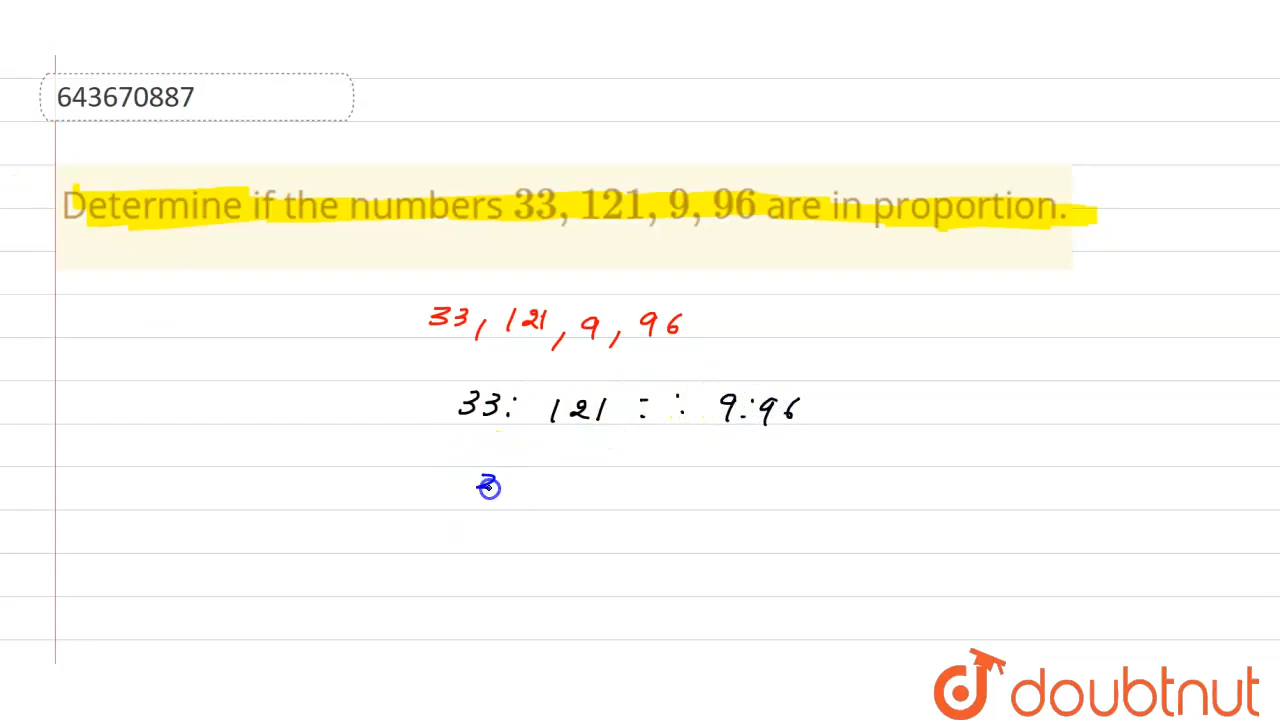 643670887
Determine if the numbers 33, 121, 9, 96 are in proportion.
33, 121, 9, 96
33: 121 = : 9:96
3
doubtnut